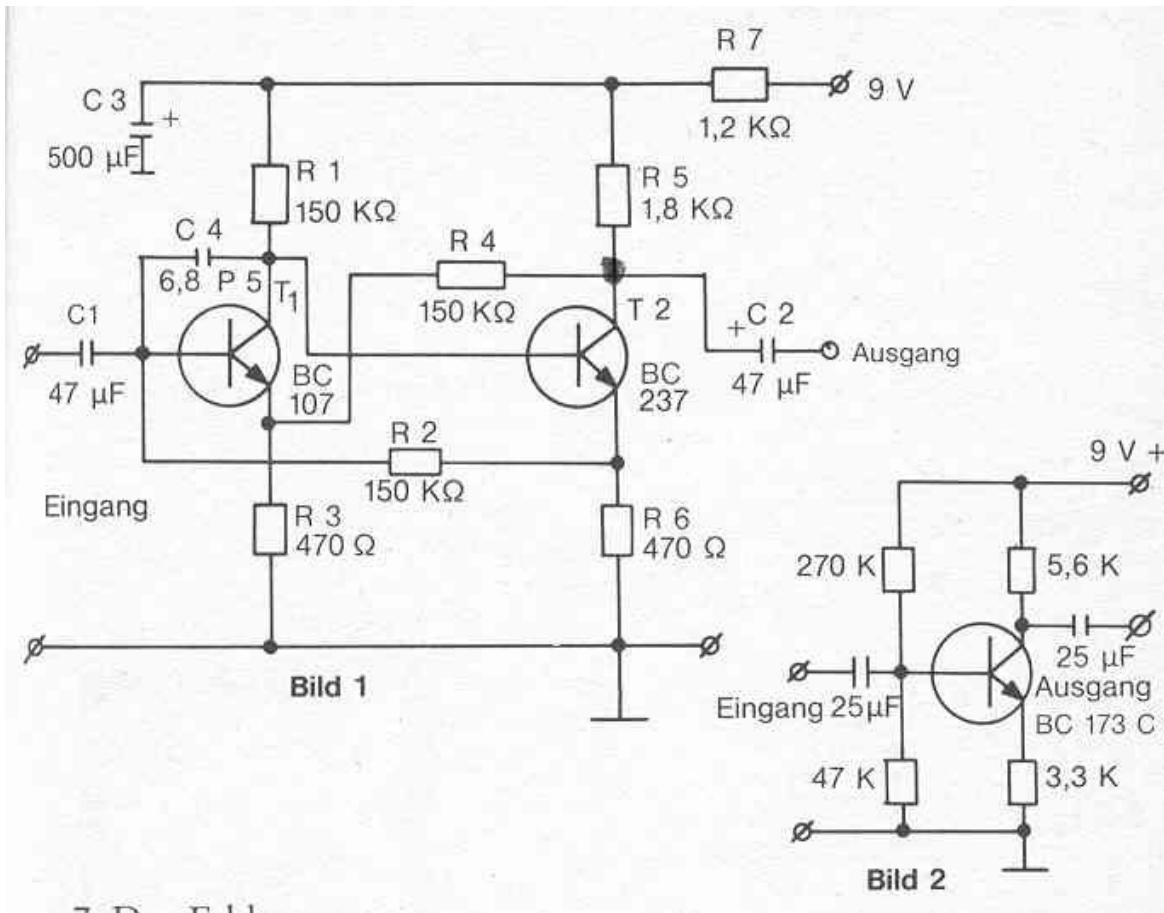 R 7
9 V
1,2 KΩ
C 3
+
500 µF
R 1
150 KΩ
R 5
1,8 KΩ
C 4
6,8 P 5
T1
R 4
150 KΩ
T 2
C1
47 µF
BC
107
BC
237
+C 2
47 µF
Ausgang
R 2
150 KΩ
Eingang
R 3
470 Ω
R 6
470 Ω
Bild 1
9 V +
270 K
5,6 K
25 µF
Eingang 25µF
Ausgang
BC 173 C
47 K
3,3 K
Bild 2